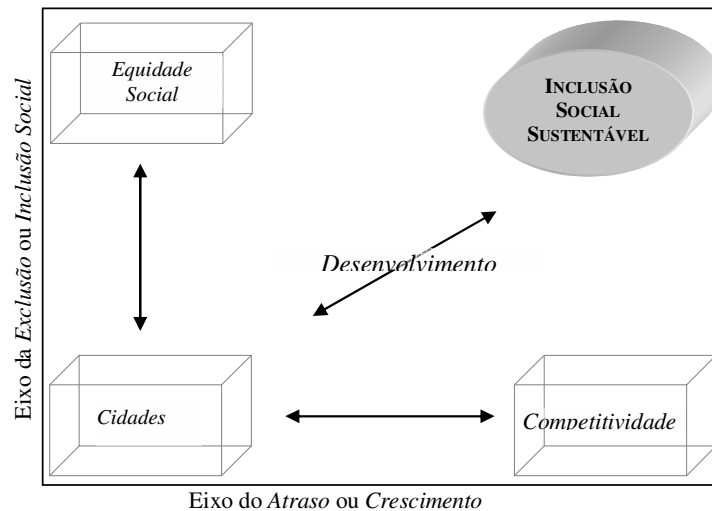 Equidade
Social
INCLUSÃO
SOCIAL
SUSTENTÁVEL
Eixo da Exclusão ou Inclusão Social
Desenvolvimento
Cidades
Competitividade
Eixo do Atraso ou Crescimento